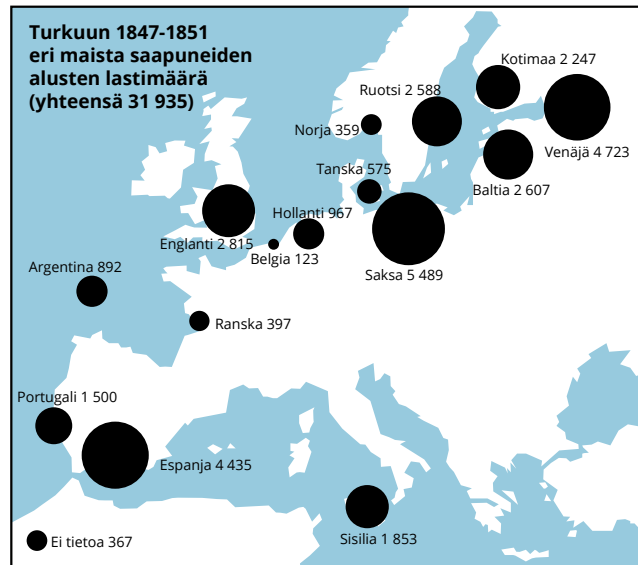 Turkuun 1847-1851
eri maista saapuneiden
alusten lastimäärä
(yhteensä 31 935)
Kotimaa 2 247
Ruotsi 2 588
Norja 359
Venäjä 4 723
Tanska 575
Baltia 2 607
Hollanti 967
Englanti 2 815
Belgia 123
Argentina 892
Saksa 5 489
Ranska 397
Portugali 1 500
Espanja 4 435
Ei tietoa 367
Sisilia 1 853